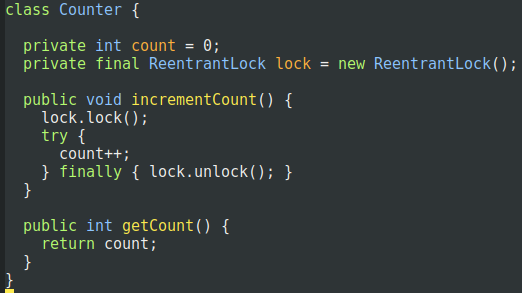 class Counter {
  private int count = 0;
  private final ReentrantLock lock = new ReentrantLock();
  public void incrementCount() {
    lock.lock();
    try {
      count++;
    } finally { lock.unlock(); }
  }
  public int getCount() {
    return count;
  }
}